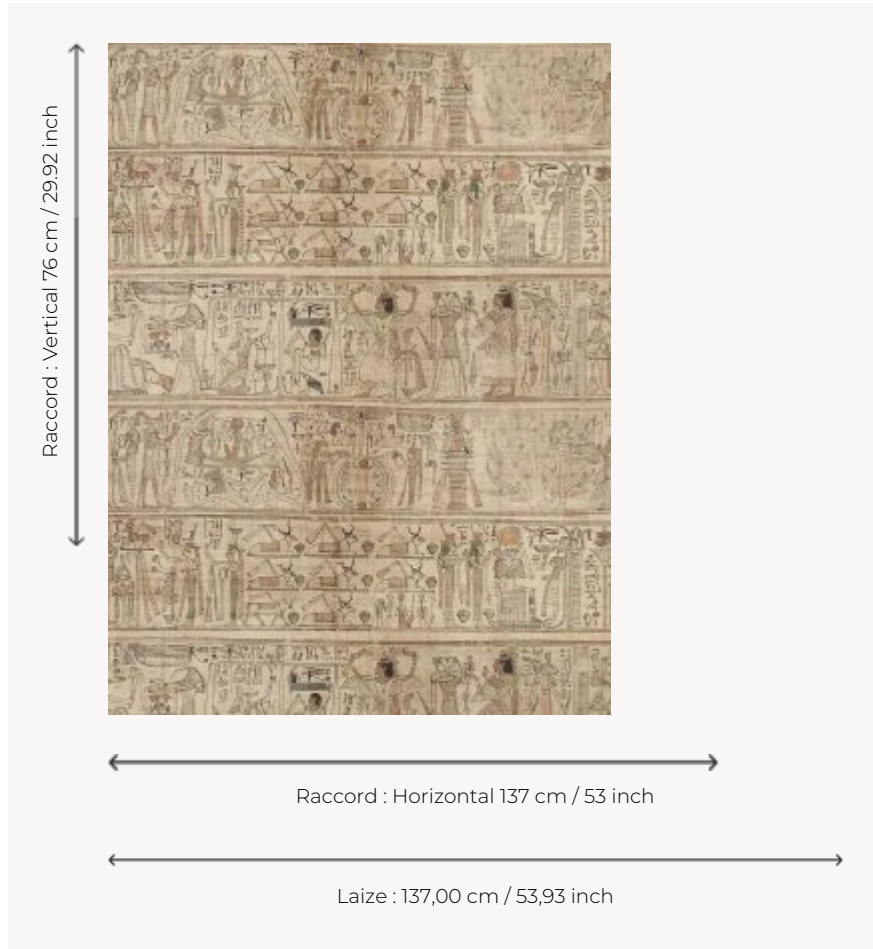 Raccord : Vertical 76 cm / 29.92 inch
Raccord : Horizontal 137 cm / 53 inch
Laize : 137,00 cm / 53,93 inch